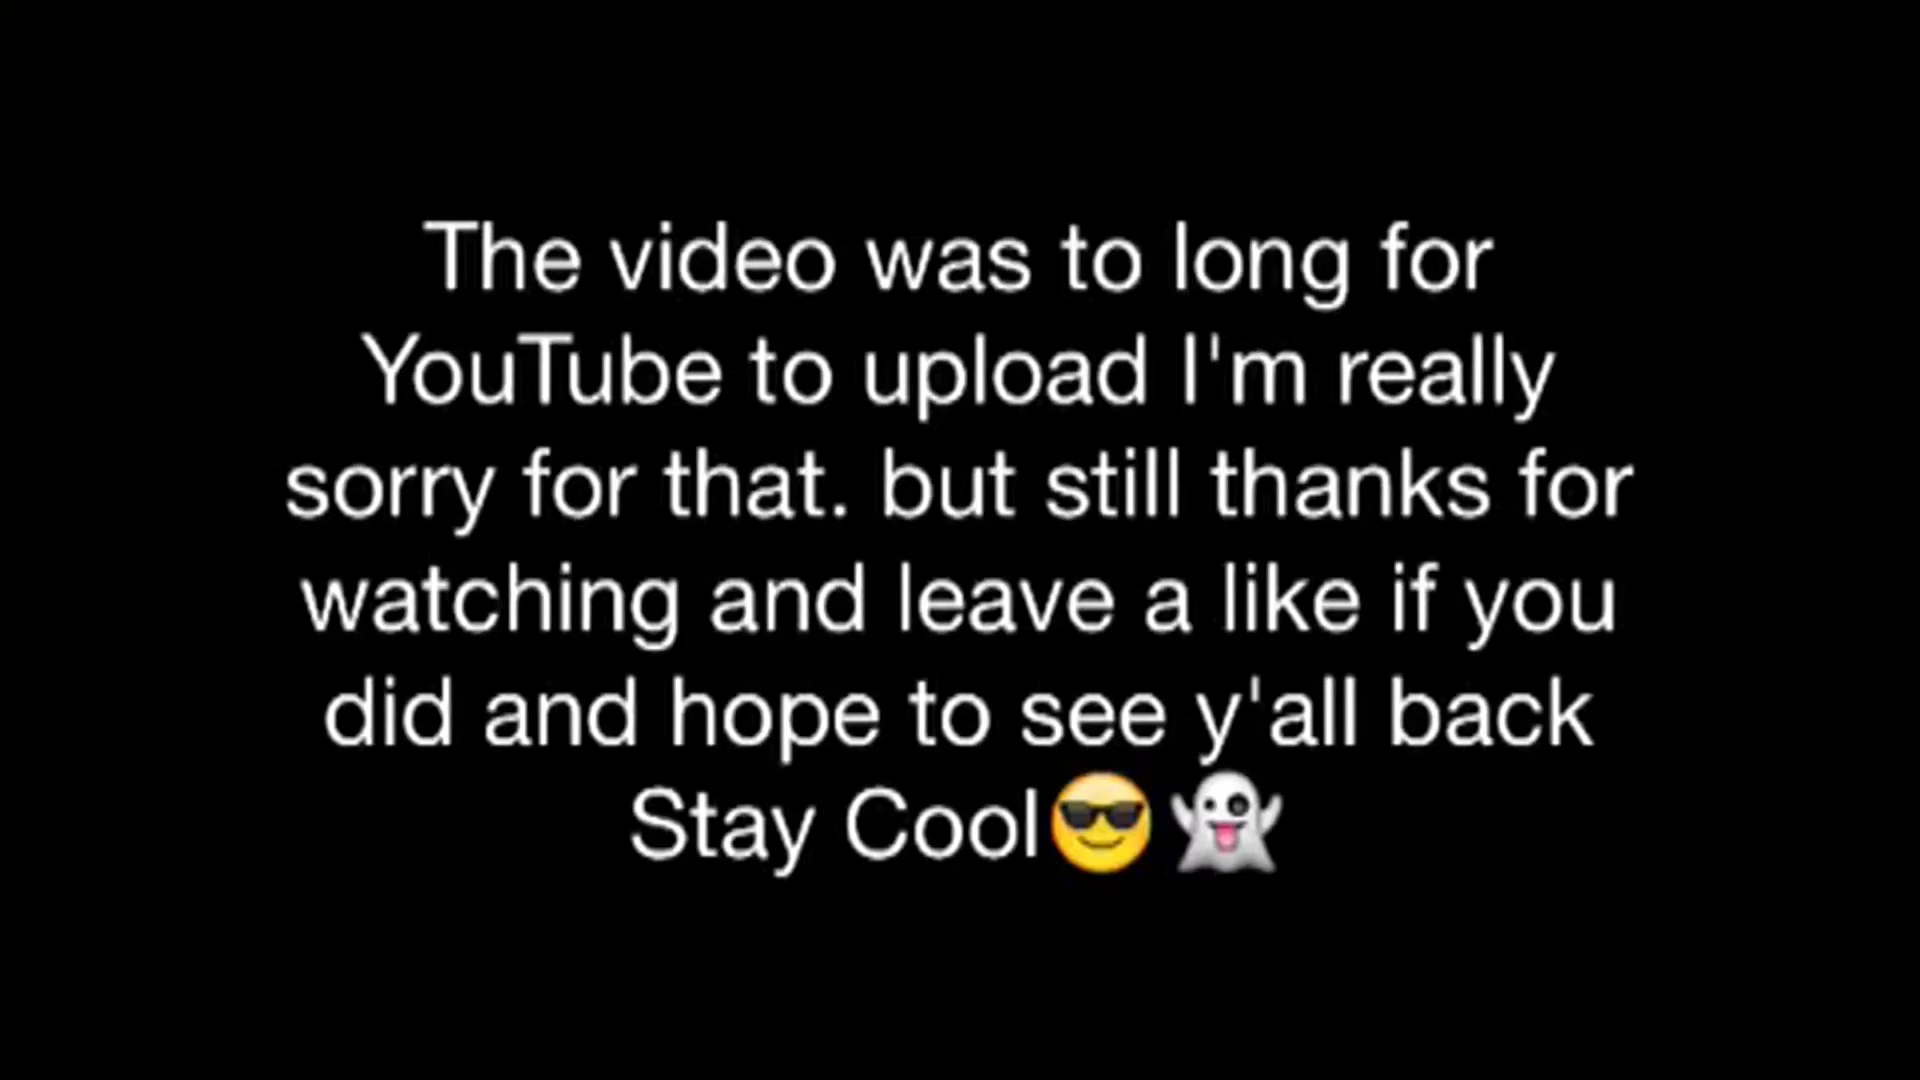 The video was to long for
YouTube to upload I'm really
sorry for that. but still thanks for
watching and leave a like if you
did and hope to see y'all back
Stay Cool😎👻